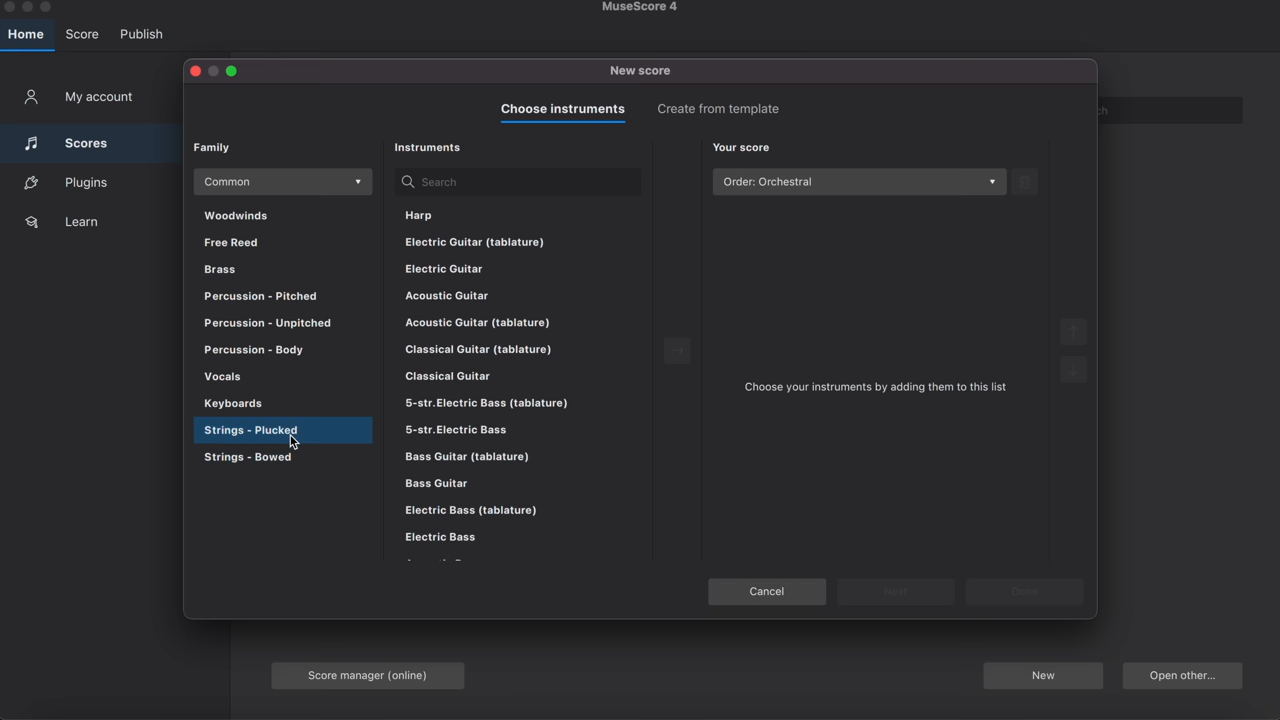 MuseScore 4
Home
Score
Publish
My account
Scores
Plugins
Learn
New score
Choose instruments
Create from template
Family
Common
Woodwinds
Free Reed
Brass
Percussion - Pitched
Percussion - Unpitched
Percussion - Body
Vocals
Keyboards
Strings - Plucked
Strings - Bowed
Instruments
Search
Harp
Electric Guitar (tablature)
Electric Guitar
Acoustic Guitar
Acoustic Guitar (tablature)
Classical Guitar (tablature)
Classical Guitar
5-str.Electric Bass (tablature)
5-str.Electric Bass
Bass Guitar (tablature)
Bass Guitar
Electric Bass (tablature)
Electric Bass
Your score
Order: Orchestral
Choose your instruments by adding them to this list
Cancel
Next
Done
Score manager (online)
New
Open other...